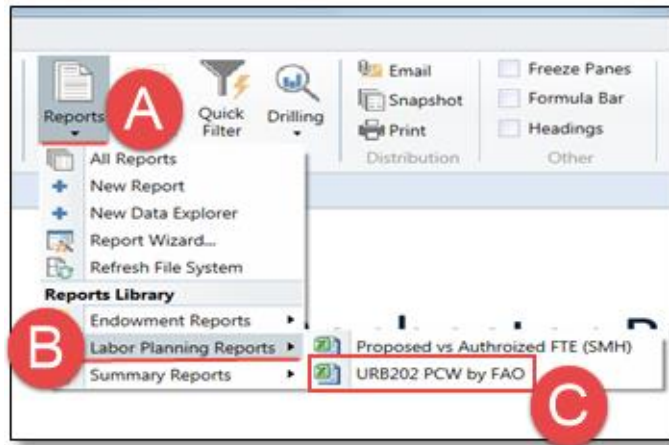 Reports
A
Quick
Filter
Drilling
Email
Snapshot
Print
Distribution
Freeze Panes
Formula Bar
Headings
Other
All Reports
New Report
New Data Explorer
Report Wizard...
Refresh File System
Reports Library
Endowment Reports
B
Labor Planning Reports
Summary Reports
Proposed vs Authroized FTE (SMH)
URB202 PCW by FAO
C